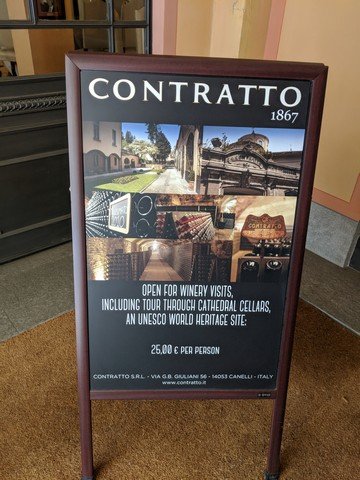 CONTRATTO
1867
CONTRATTO
OPEN FOR WINERY VISITS,
INCLUDING TOUR THROUGH CATHEDRAL CELLARS,
AN UNESCO WORLD HERITAGE SITE:
25,00 € PER PERSON
CONTRATTO S.R.L. - VIA G.B. GIULIANI 56 - 14053 CANELLI - ITALY
www.contratto.it